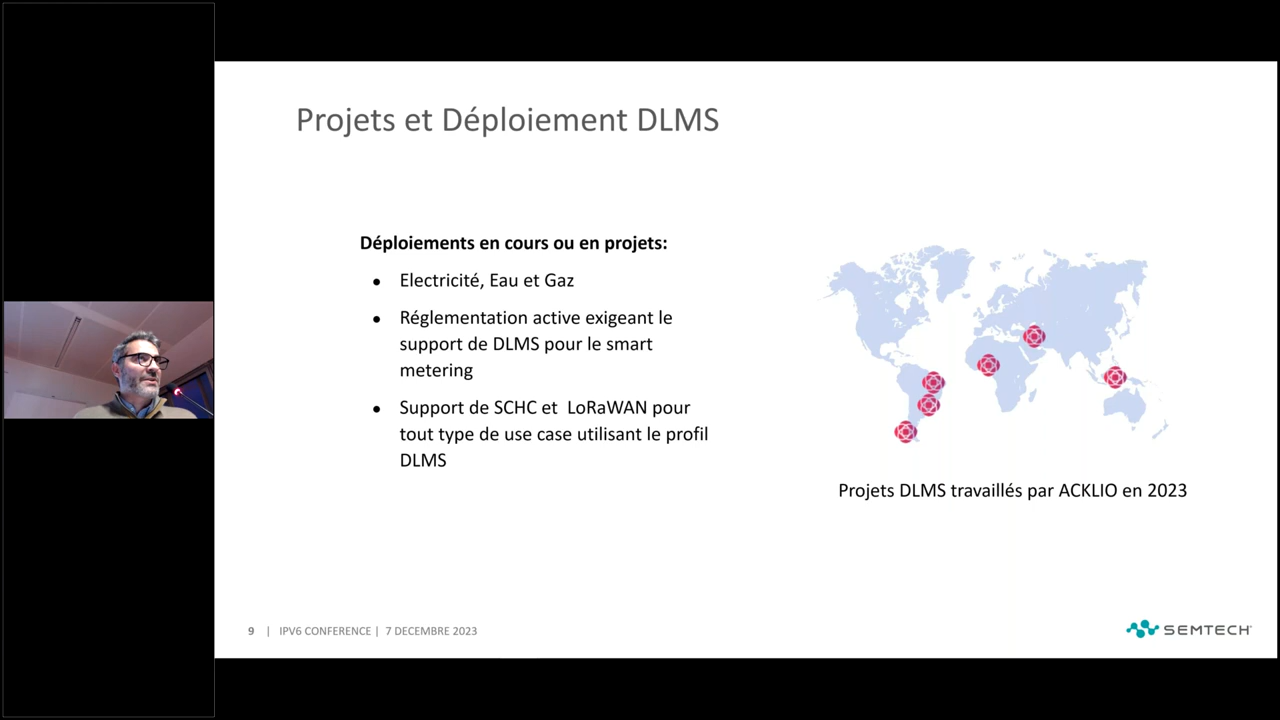 Projets et Déploiement DLMS
Déploiements en cours ou en projets:
● Electricité, Eau et Gaz
● Réglementation active exigeant le
support de DLMS pour le smart
metering
● Support de SCHC et LoRaWAN pour
tout type de use case utilisant le profil
DLMS
Projets DLMS travaillés par ACKLIO en 2023
9 | IPV6 CONFERENCE | 7 DECEMBRE 2023
SEMTECH